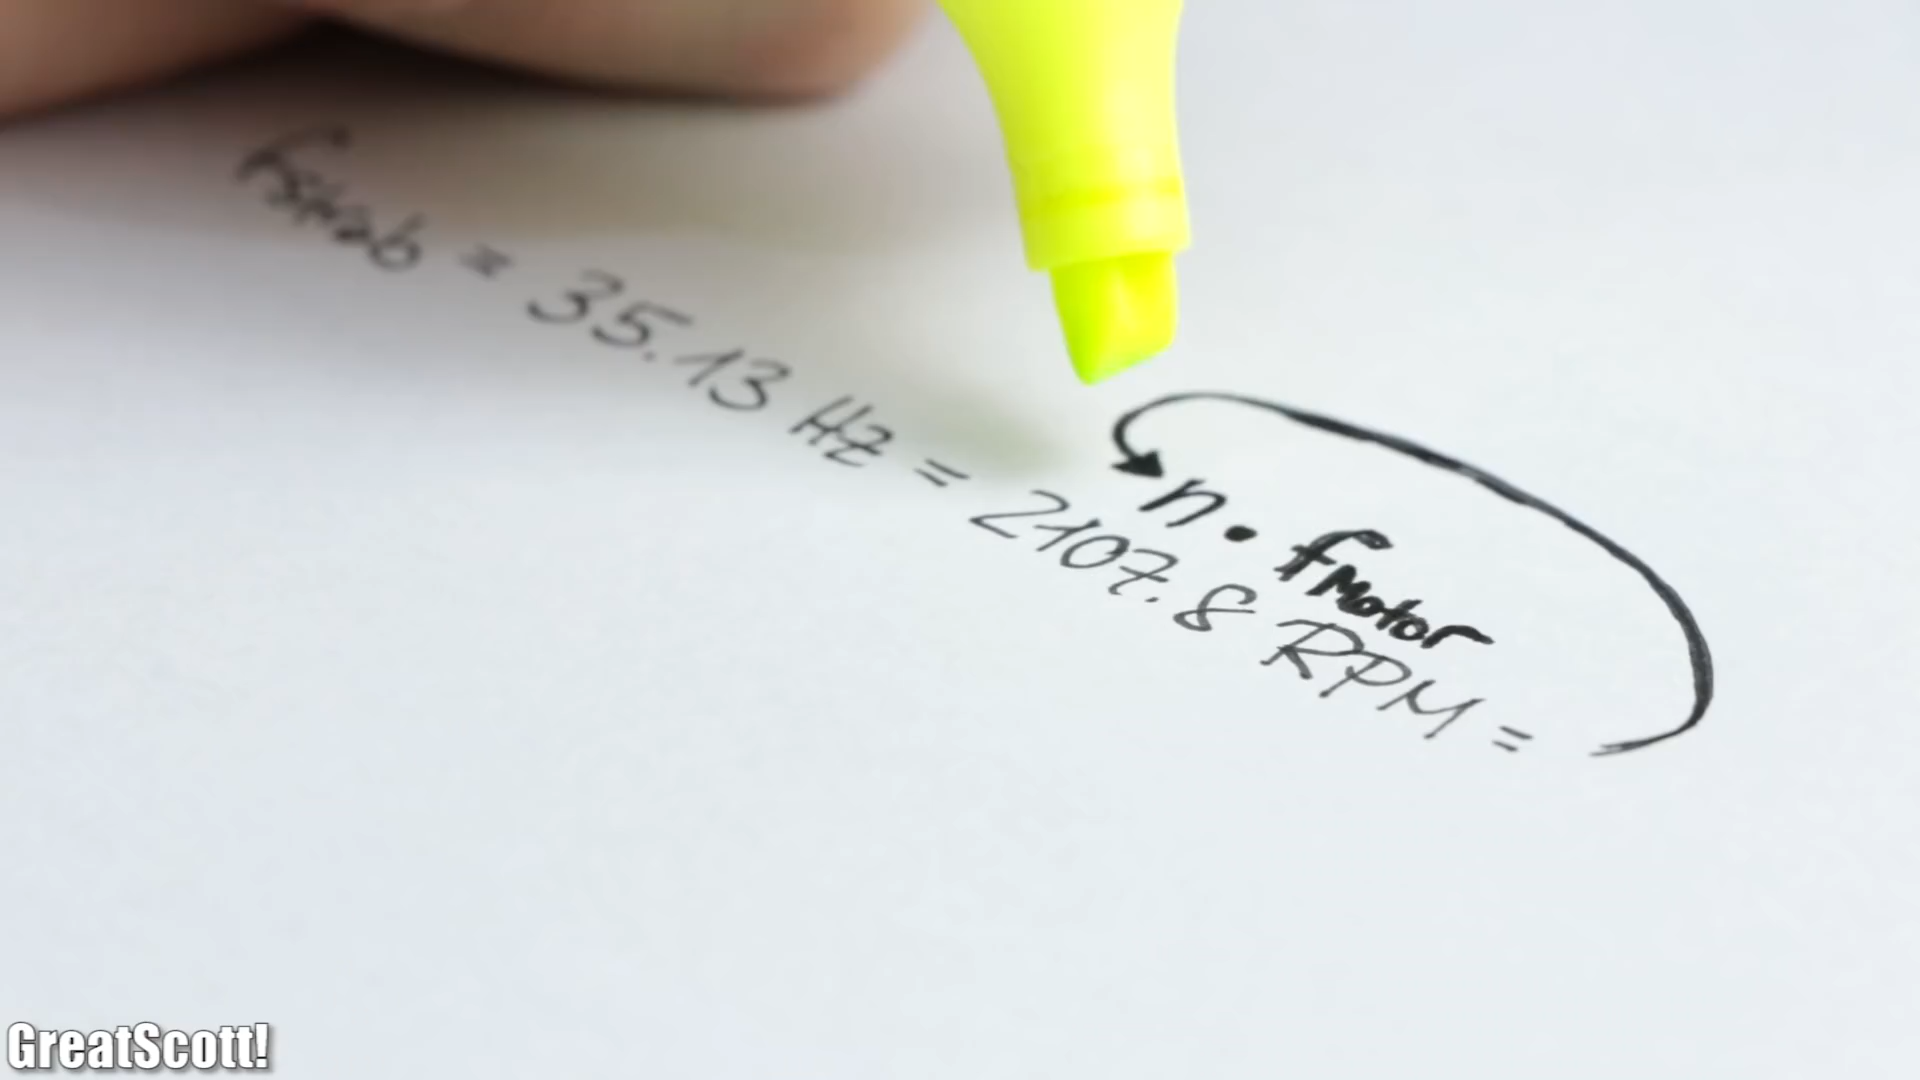 fstrob = 35.13 Hz = 2107.8 RPM =
n • fMotor
GreatScott!